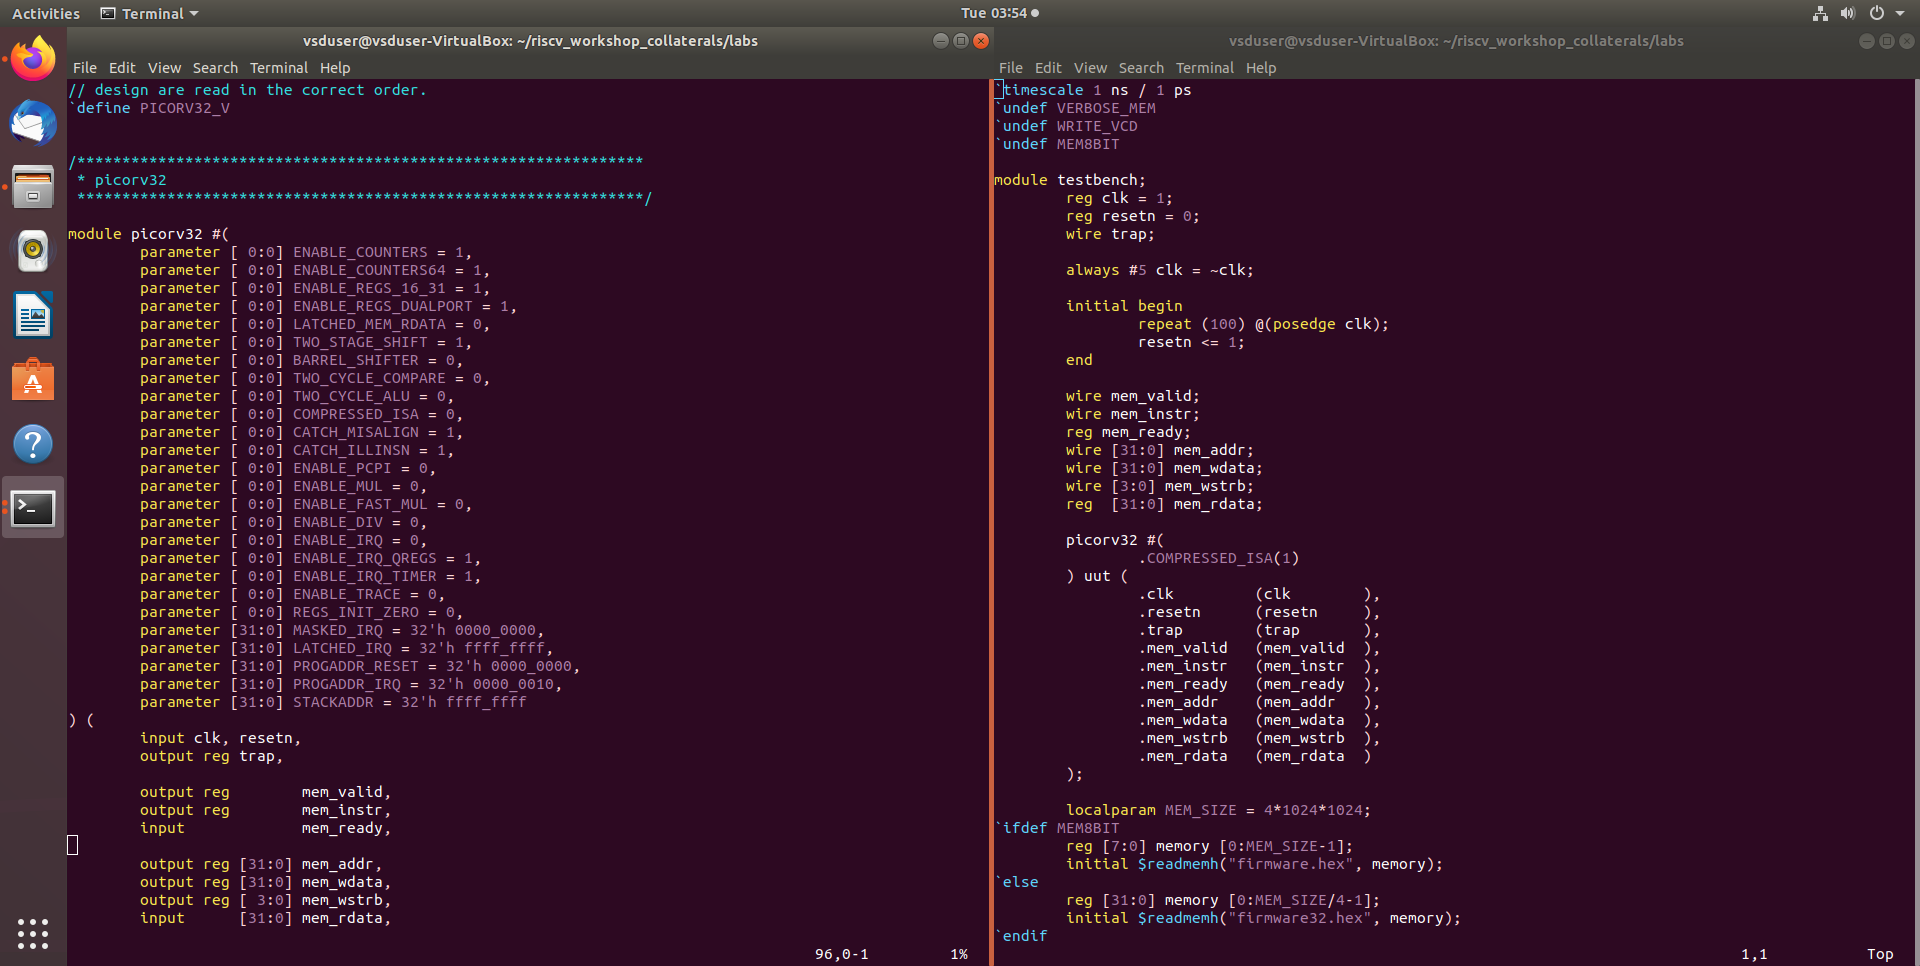 Activities Terminal Tue 03:54
vsduser@vsduser-VirtualBox: ~/riscv_workshop_collaterals/labs
File Edit View Search Terminal Help
// design are read in the correct order.
`define PICORV32_V
/***************************************************************
 * picorv32
 ***************************************************************/
module picorv32 #(
        parameter [ 0:0] ENABLE_COUNTERS = 1,
        parameter [ 0:0] ENABLE_COUNTERS64 = 1,
        parameter [ 0:0] ENABLE_REGS_16_31 = 1,
        parameter [ 0:0] ENABLE_REGS_DUALPORT = 1,
        parameter [ 0:0] LATCHED_MEM_RDATA = 0,
        parameter [ 0:0] TWO_STAGE_SHIFT = 1,
        parameter [ 0:0] BARREL_SHIFTER = 0,
        parameter [ 0:0] TWO_CYCLE_COMPARE = 0,
        parameter [ 0:0] TWO_CYCLE_ALU = 0,
        parameter [ 0:0] COMPRESSED_ISA = 0,
        parameter [ 0:0] CATCH_MISALIGN = 1,
        parameter [ 0:0] CATCH_ILLINSN = 1,
        parameter [ 0:0] ENABLE_PCPI = 0,
        parameter [ 0:0] ENABLE_MUL = 0,
        parameter [ 0:0] ENABLE_FAST_MUL = 0,
        parameter [ 0:0] ENABLE_DIV = 0,
        parameter [ 0:0] ENABLE_IRQ = 0,
        parameter [ 0:0] ENABLE_IRQ_QREGS = 1,
        parameter [ 0:0] ENABLE_IRQ_TIMER = 1,
        parameter [ 0:0] ENABLE_TRACE = 0,
        parameter [ 0:0] REGS_INIT_ZERO = 0,
        parameter [31:0] MASKED_IRQ = 32'h 0000_0000,
        parameter [31:0] LATCHED_IRQ = 32'h ffff_ffff,
        parameter [31:0] PROGADDR_RESET = 32'h 0000_0000,
        parameter [31:0] PROGADDR_IRQ = 32'h 0000_0010,
        parameter [31:0] STACKADDR = 32'h ffff_ffff
) (
        input clk, resetn,
        output reg trap,
        output reg        mem_valid,
        output reg        mem_instr,
        input             mem_ready,
        output reg [31:0] mem_addr,
        output reg [31:0] mem_wdata,
        output reg [ 3:0] mem_wstrb,
        input      [31:0] mem_rdata,
96,0-1 1%
vsduser@vsduser-VirtualBox: ~/riscv_workshop_collaterals/labs
File Edit View Search Terminal Help
`timescale 1 ns / 1 ps
`undef VERBOSE_MEM
`undef WRITE_VCD
`undef MEM8BIT
module testbench;
        reg clk = 1;
        reg resetn = 0;
        wire trap;
        always #5 clk = ~clk;
        initial begin
                repeat (100) @(posedge clk);
                resetn <= 1;
        end
        wire mem_valid;
        wire mem_instr;
        reg mem_ready;
        wire [31:0] mem_addr;
        wire [31:0] mem_wdata;
        wire [3:0] mem_wstrb;
        reg  [31:0] mem_rdata;
        picorv32 #(
                .COMPRESSED_ISA(1)
        ) uut (
                .clk         (clk        ),
                .resetn      (resetn     ),
                .trap        (trap       ),
                .mem_valid   (mem_valid  ),
                .mem_instr   (mem_instr  ),
                .mem_ready   (mem_ready  ),
                .mem_addr    (mem_addr   ),
                .mem_wdata   (mem_wdata  ),
                .mem_wstrb   (mem_wstrb  ),
                .mem_rdata   (mem_rdata  )
        );
        localparam MEM_SIZE = 4*1024*1024;
`ifdef MEM8BIT
        reg [7:0] memory [0:MEM_SIZE-1];
        initial $readmemh("firmware.hex", memory);
`else
        reg [31:0] memory [0:MEM_SIZE/4-1];
        initial $readmemh("firmware32.hex", memory);
`endif
1,1 Top